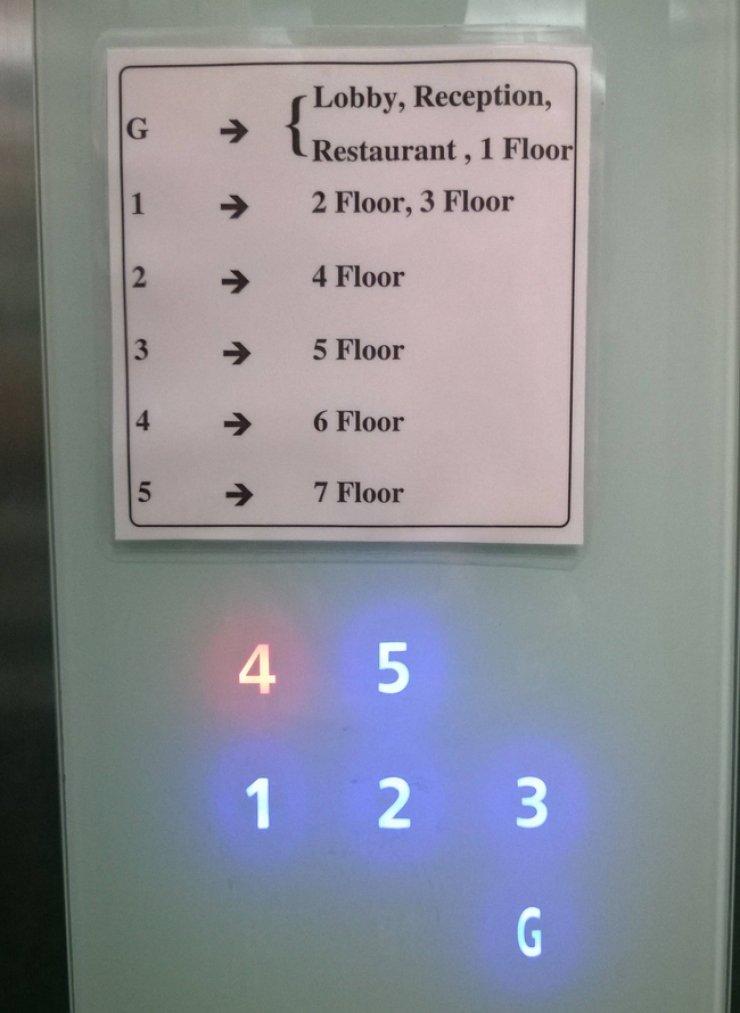 G → { Lobby, Reception,
Restaurant , 1 Floor
1 → 2 Floor, 3 Floor
2 → 4 Floor
3 → 5 Floor
4 → 6 Floor
5 → 7 Floor
4 5
1 2 3
G